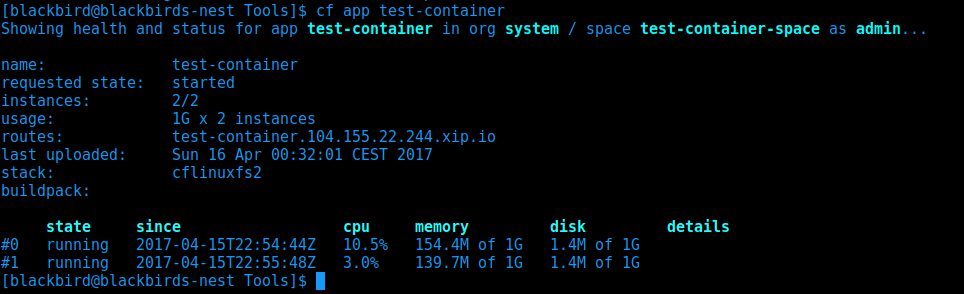 [blackbird@blackbirds-nest Tools]$ cf app test-container
Showing health and status for app test-container in org system / space test-container-space as admin...
name: test-container
requested state: started
instances: 2/2
usage: 1G x 2 instances
routes: test-container.104.155.22.244.xip.io
last uploaded: Sun 16 Apr 00:32:01 CEST 2017
stack: cflinuxfs2
buildpack:
state since cpu memory disk details
#0 running 2017-04-15T22:54:44Z 10.5% 154.4M of 1G 1.4M of 1G
#1 running 2017-04-15T22:55:48Z 3.0% 139.7M of 1G 1.4M of 1G
[blackbird@blackbirds-nest Tools]$